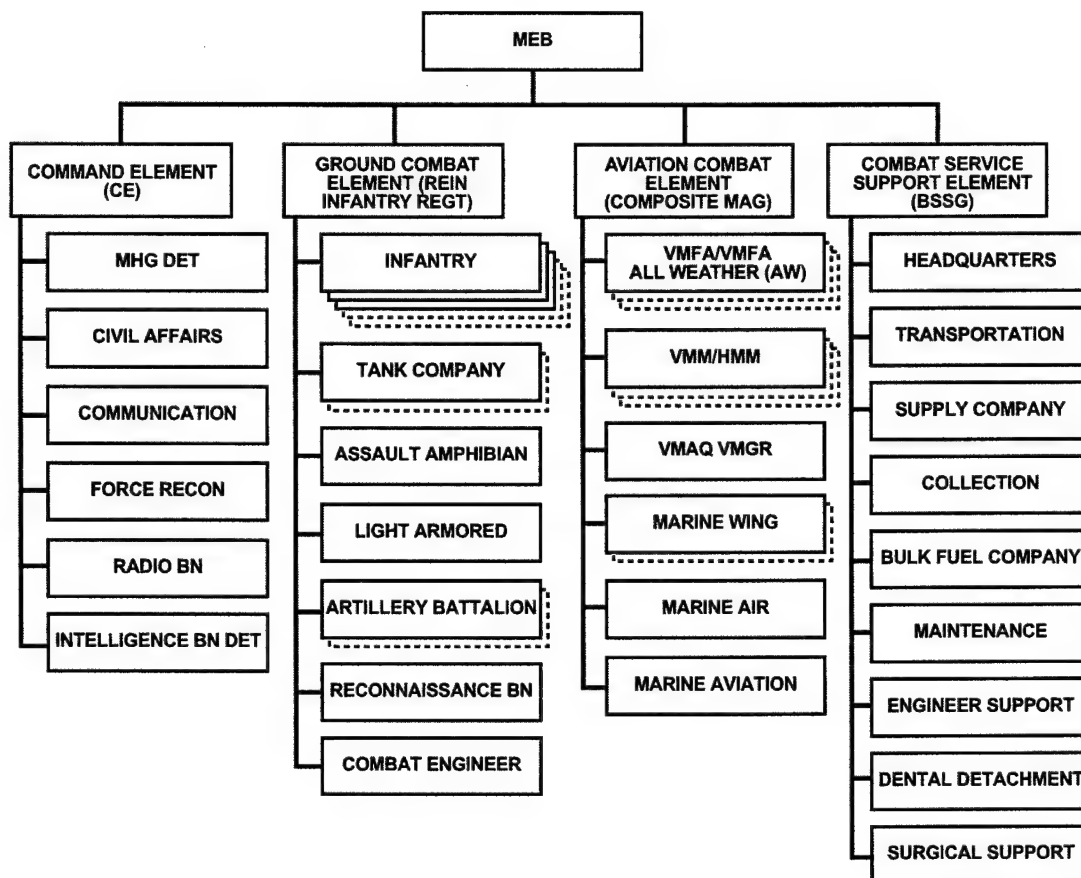 MEB
COMMAND ELEMENT
(CE)
MHG DET
CIVIL AFFAIRS
COMMUNICATION
FORCE RECON
RADIO BN
INTELLIGENCE BN DET
GROUND COMBAT
ELEMENT (REIN
INFANTRY REGT)
INFANTRY
TANK COMPANY
ASSAULT AMPHIBIAN
LIGHT ARMORED
ARTILLERY BATTALION
RECONNAISSANCE BN
COMBAT ENGINEER
AVIATION COMBAT
ELEMENT
(COMPOSITE MAG)
VMFA/VMFA
ALL WEATHER (AW)
VMM/HMM
VMAQ VMGR
MARINE WING
MARINE AIR
MARINE AVIATION
COMBAT SERVICE
SUPPORT ELEMENT
(BSSG)
HEADQUARTERS
TRANSPORTATION
SUPPLY COMPANY
COLLECTION
BULK FUEL COMPANY
MAINTENANCE
ENGINEER SUPPORT
DENTAL DETACHMENT
SURGICAL SUPPORT